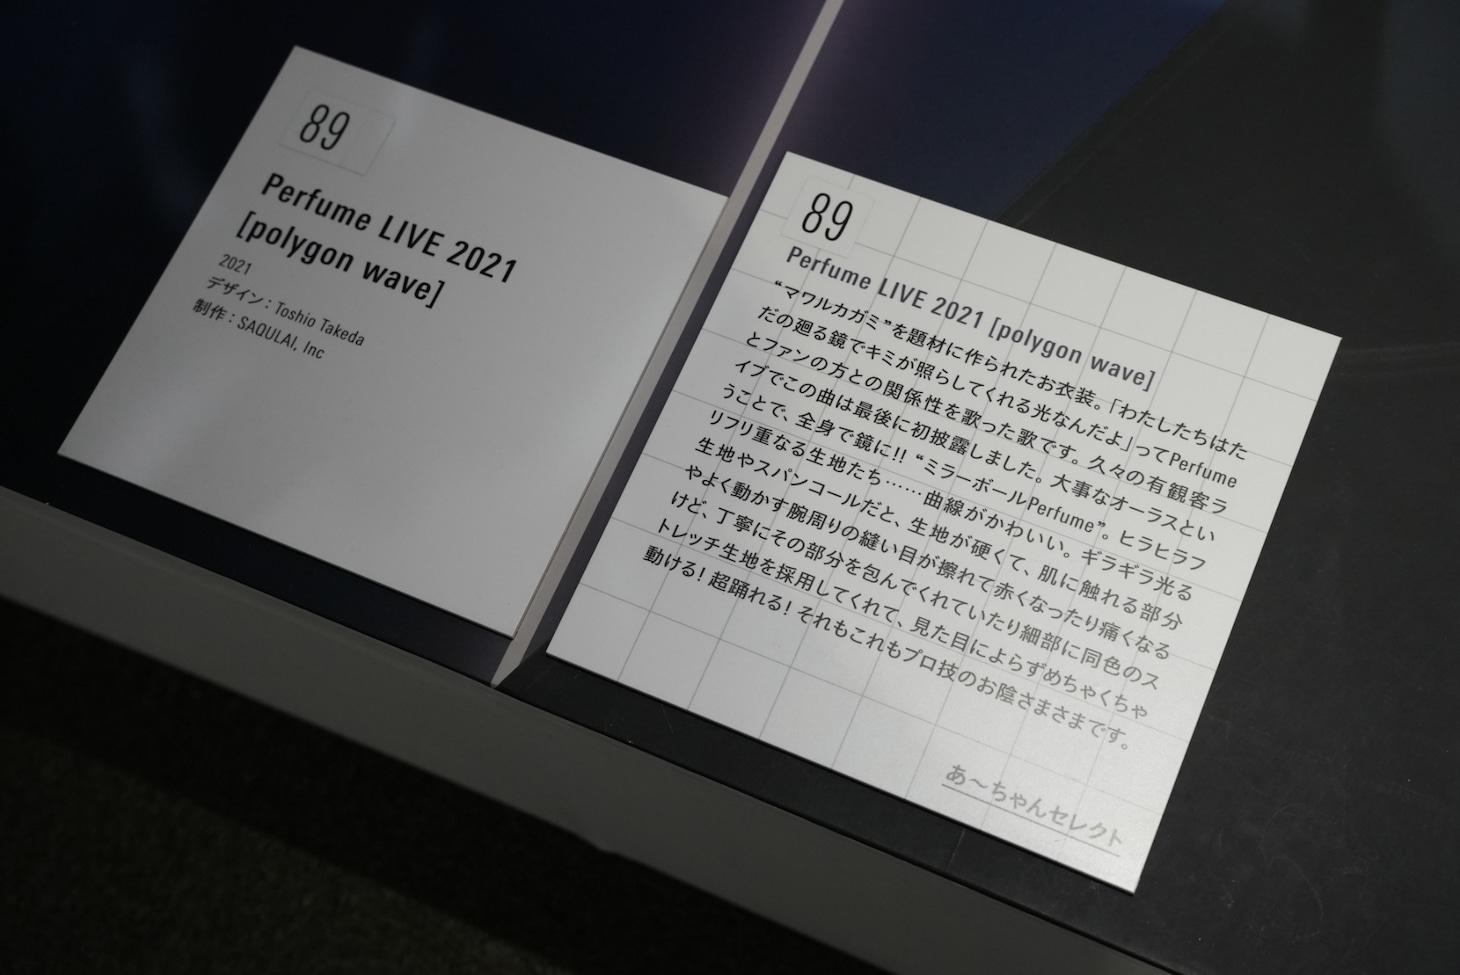 89
Perfume LIVE 2021
[polygon wave]
2021
デザイン：Toshio Takeda
制作：SAQULAI, Inc
89
Perfume LIVE 2021 [polygon wave]
“マワルカガミ”を題材に作られたお衣装。「わたしたちはた
だの廻る鏡でキミが照らしてくれる光なんだよ」ってPerfume
とファンの方との関係性を歌った歌です。久々の有観客ラ
イブでこの曲は最後に初披露しました。大事なオーラスとい
うことで、全身で鏡に!! “ミラーボールPerfume”。ヒラヒラフ
リフリ重なる生地たち……曲線がかわいい。ギラギラ光る
生地やスパンコールだと、生地が硬くて、肌に触れる部分
やよく動かす腕周りの縫い目が擦れて赤くなったり痛くなる
けど、丁寧にその部分を包んでくれていたり細部に同色のス
トレッチ生地を採用してくれて、見た目によらずめちゃくちゃ
動ける！超踊れる！それもこれもプロ技のお陰さまさまです。
あ〜ちゃんセレクト